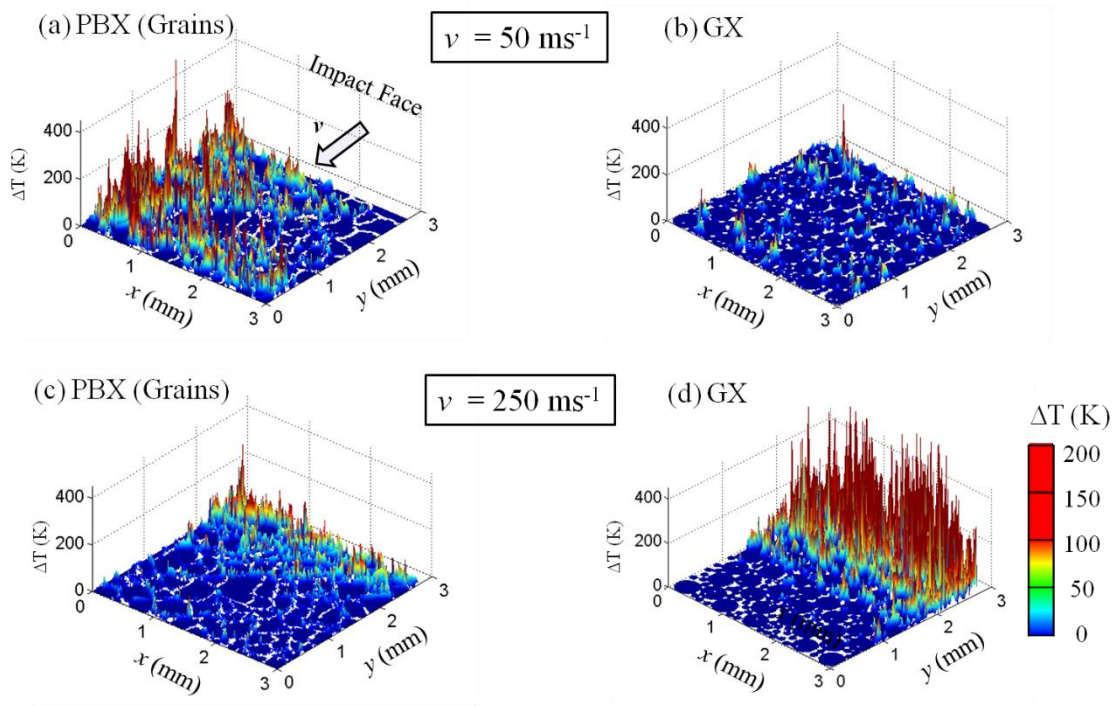 (a) PBX (Grains)
v = 50 ms-1
(b) GX
Impact Face
v
400
200
0
ΔT (K)
0
1
2
3
x (mm)
0
1
2
3
y (mm)
400
200
0
ΔT (K)
0
1
2
3
x (mm)
0
1
2
3
y (mm)
(c) PBX (Grains)
v = 250 ms-1
(d) GX
400
200
0
ΔT (K)
0
1
2
3
x (mm)
0
1
2
3
y (mm)
400
200
0
ΔT (K)
0
1
2
3
x (mm)
0
1
2
3
y (mm)
ΔT (K)
200
150
100
50
0